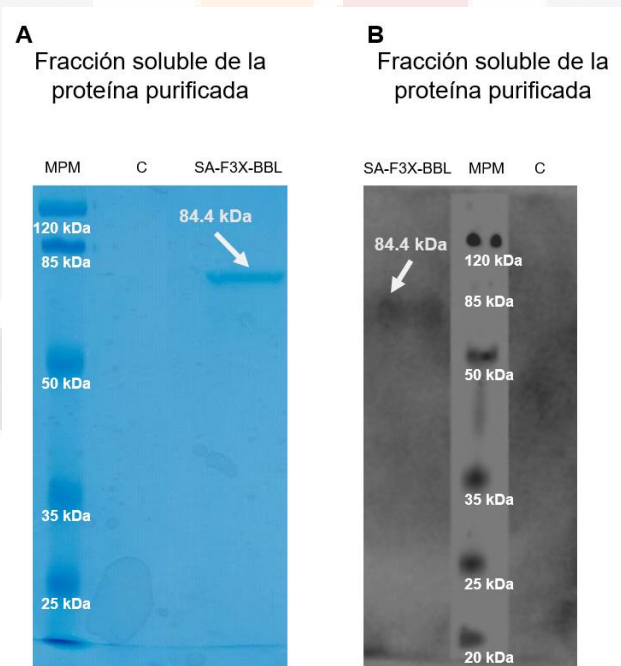 A
Fracción soluble de la
proteína purificada
MPM C SA-F3X-BBL
84.4 kDa
120 kDa
85 kDa
50 kDa
35 kDa
25 kDa
B
Fracción soluble de la
proteína purificada
SA-F3X-BBL MPM C
84.4 kDa
120 kDa
85 kDa
50 kDa
35 kDa
25 kDa
20 kDa